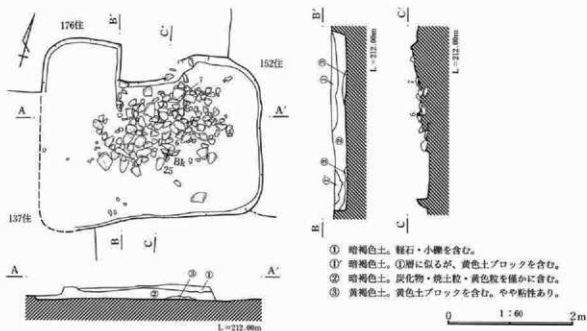 176住
B'
C'
152住
7
A
A'
Bk
25
137住
B
C
A
③
①
A'
②
L=212.00m
B'
L=212.00m
②
B
C'
L=212.00m
7
C
① 暗褐色土。軽石・小礫を含む。
①' 暗褐色土。①層に似るが、黄色土ブロックを含む。
② 暗褐色土。炭化物・焼土粒・黄色粒を僅かに含む。
③ 黄褐色土。黄色土ブロックを含む。やや粘性あり。
0
1:60
2m